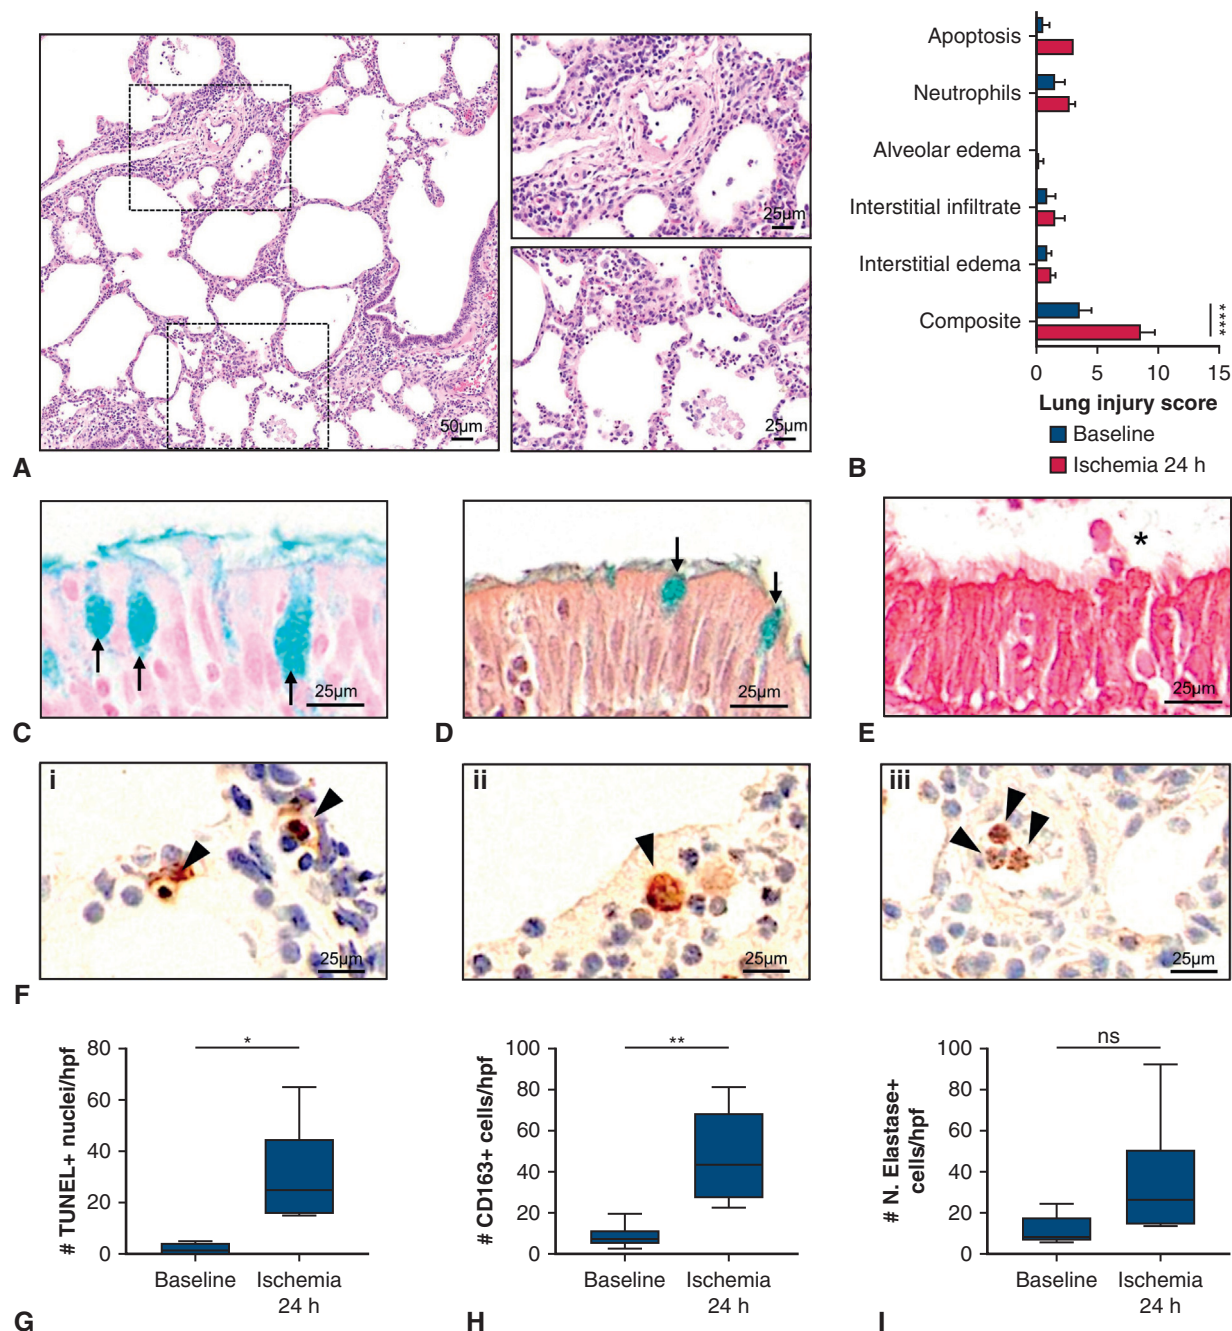 50µm
25µm
25µm
A
Apoptosis
Neutrophils
Alveolar edema
Interstitial infiltrate
Interstitial edema
Composite
****
0 5 10 15
Lung injury score
Baseline
Ischemia 24 h
B
25µm
C
25µm
D
*
25µm
E
i
25µm
ii
25µm
iii
25µm
F
# TUNEL+ nuclei/hpf
80
60
40
20
0
*
Baseline Ischemia
24 h
G
# CD163+ cells/hpf
100
80
60
40
20
0
**
Baseline Ischemia
24 h
H
# N. Elastase+
cells/hpf
100
80
60
40
20
0
ns
Baseline Ischemia
24 h
I